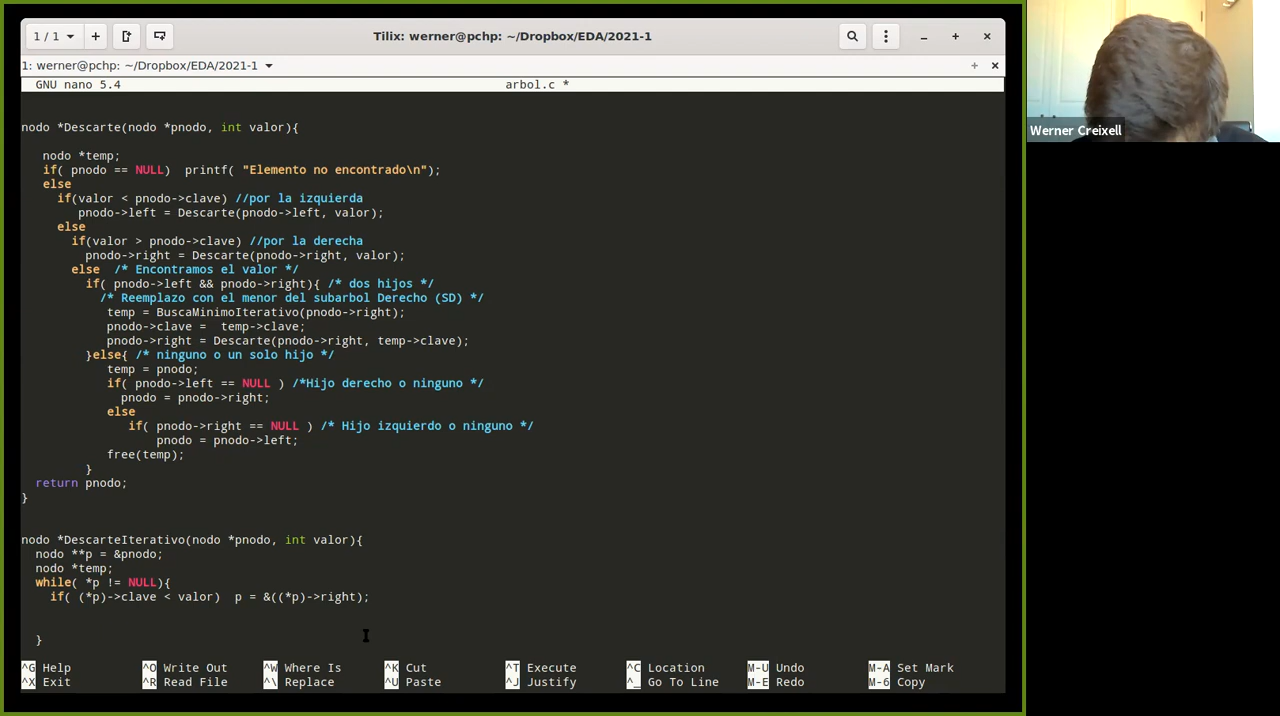 1 / 1
Tilix: werner@pchp: ~/Dropbox/EDA/2021-1
1: werner@pchp: ~/Dropbox/EDA/2021-1
GNU nano 5.4 arbol.c *
nodo *Descarte(nodo *pnodo, int valor){
nodo *temp;
if( pnodo == NULL)  printf( "Elemento no encontrado\n");
else
if(valor < pnodo->clave) //por la izquierda
pnodo->left = Descarte(pnodo->left, valor);
else
if(valor > pnodo->clave) //por la derecha
pnodo->right = Descarte(pnodo->right, valor);
else  /* Encontramos el valor */
if( pnodo->left && pnodo->right){ /* dos hijos */
/* Reemplazo con el menor del subarbol Derecho (SD) */
temp = BuscaMinimoIterativo(pnodo->right);
pnodo->clave =  temp->clave;
pnodo->right = Descarte(pnodo->right, temp->clave);
}else{ /* ninguno o un solo hijo */
temp = pnodo;
if( pnodo->left == NULL ) /*Hijo derecho o ninguno */
pnodo = pnodo->right;
else
if( pnodo->right == NULL ) /* Hijo izquierdo o ninguno */
pnodo = pnodo->left;
free(temp);
}
return pnodo;
}
nodo *DescarteIterativo(nodo *pnodo, int valor){
nodo **p = &pnodo;
nodo *temp;
while( *p != NULL){
if( (*p)->clave < valor)  p = &((*p)->right);
}
^G Help ^O Write Out ^W Where Is ^K Cut ^T Execute ^C Location M-U Undo M-A Set Mark
^X Exit ^R Read File ^\ Replace ^U Paste ^J Justify ^_ Go To Line M-E Redo M-6 Copy
Werner Creixell